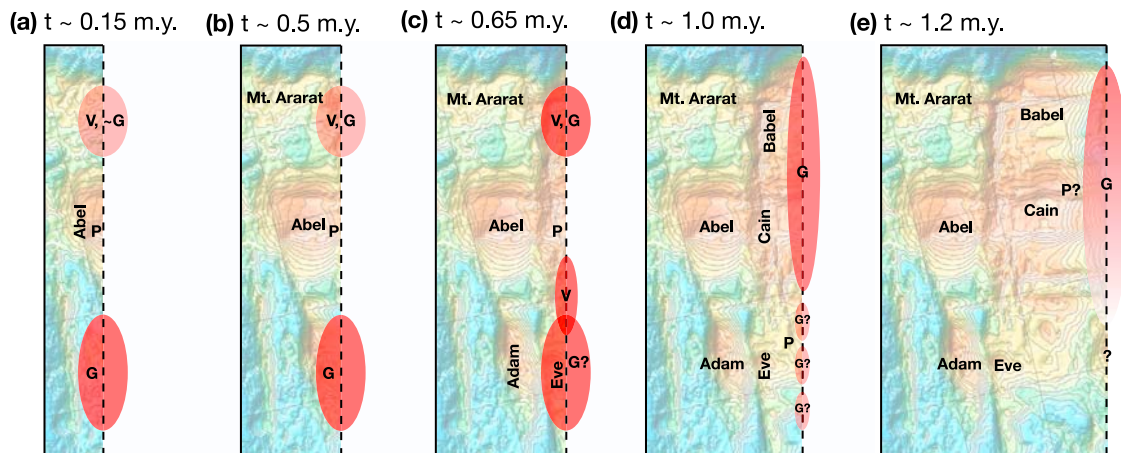 (a) t ~ 0.15 m.y.
V, ~G
Abel
P
G
(b) t ~ 0.5 m.y.
Mt. Ararat
V, G
Abel
P
G
(c) t ~ 0.65 m.y.
Mt. Ararat
V, G
Abel
P
V
Adam
Eve
G?
(d) t ~ 1.0 m.y.
Mt. Ararat
Babel
G
Abel
Cain
G?
P
Adam
Eve
G?
G?
(e) t ~ 1.2 m.y.
Mt. Ararat
Babel
P?
G
Cain
Abel
?
Adam
Eve